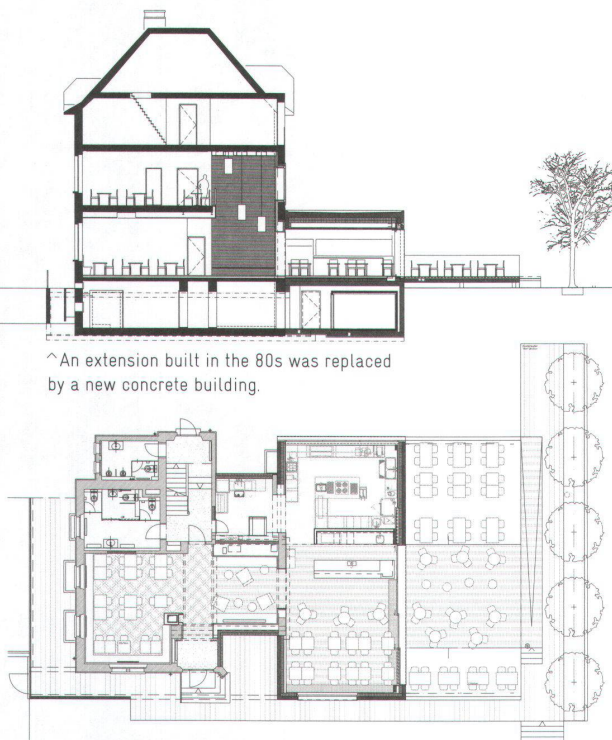 ^An extension built in the 80s was replaced
by a new concrete building.